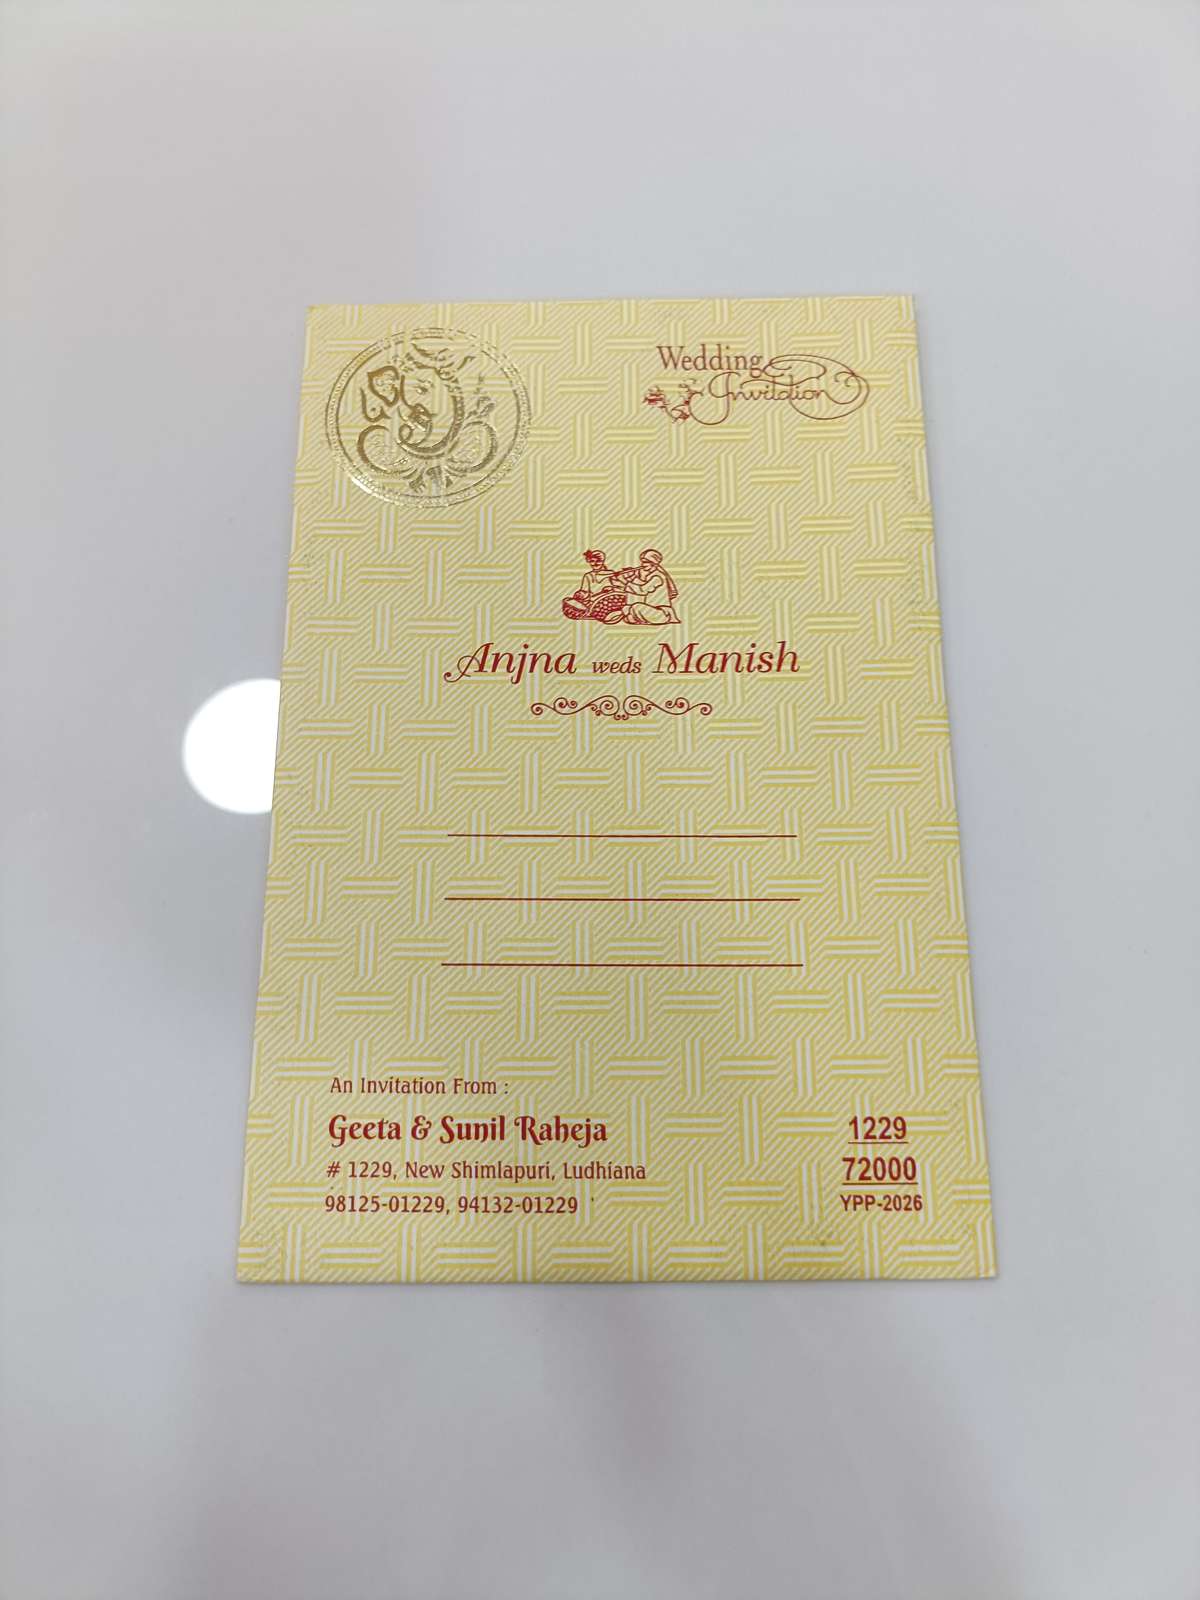 Wedding
Invitation
Anjna weds Manish
An Invitation From :
Geeta & Sunil Raheja
# 1229, New Shimlapuri, Ludhiana
98125-01229, 94132-01229
1229
72000
YPP-2026